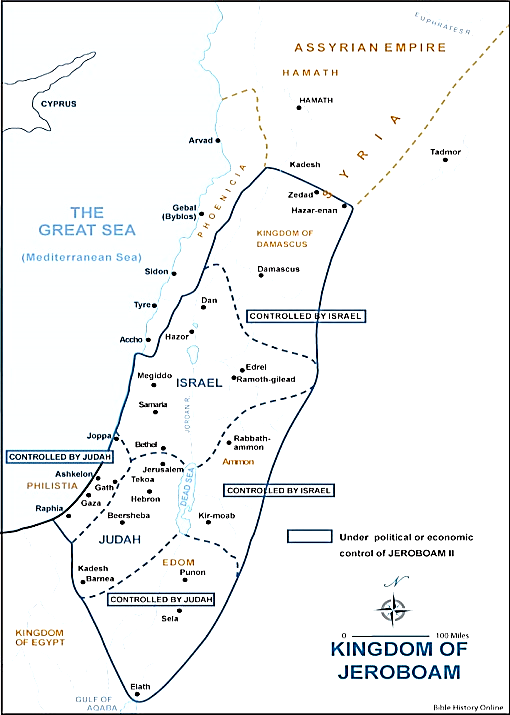 EUPHRATES R.
ASSYRIAN EMPIRE
HAMATH
HAMATH
CYPRUS
SYRIA
Arvad
Tadmor
Kadesh
PHOENICIA
Zedad
Gebal
(Byblos)
Hazar-enan
THE
GREAT SEA
(Mediterranean Sea)
KINGDOM OF
DAMASCUS
Sidon
Damascus
Tyre
Dan
CONTROLLED BY ISRAEL
Accho
Hazor
Megiddo
ISRAEL
Edrei
Ramoth-gilead
Samaria
JORDAN R.
Joppa
Bethel
Rabbath-
ammon
CONTROLLED BY JUDAH
Ammon
Jerusalem
Ashkelon
Tekoa
PHILISTIA
Gath
Hebron
DEAD SEA
CONTROLLED BY ISRAEL
Gaza
Raphia
Beersheba
Kir-moab
JUDAH
Under political or economic
control of JEROBOAM II
Kadesh
Barnea
EDOM
Punon
N
CONTROLLED BY JUDAH
Sela
KINGDOM
OF EGYPT
0 100 Miles
KINGDOM OF
JEROBOAM
Elath
GULF OF
AQABA
Bible History Online